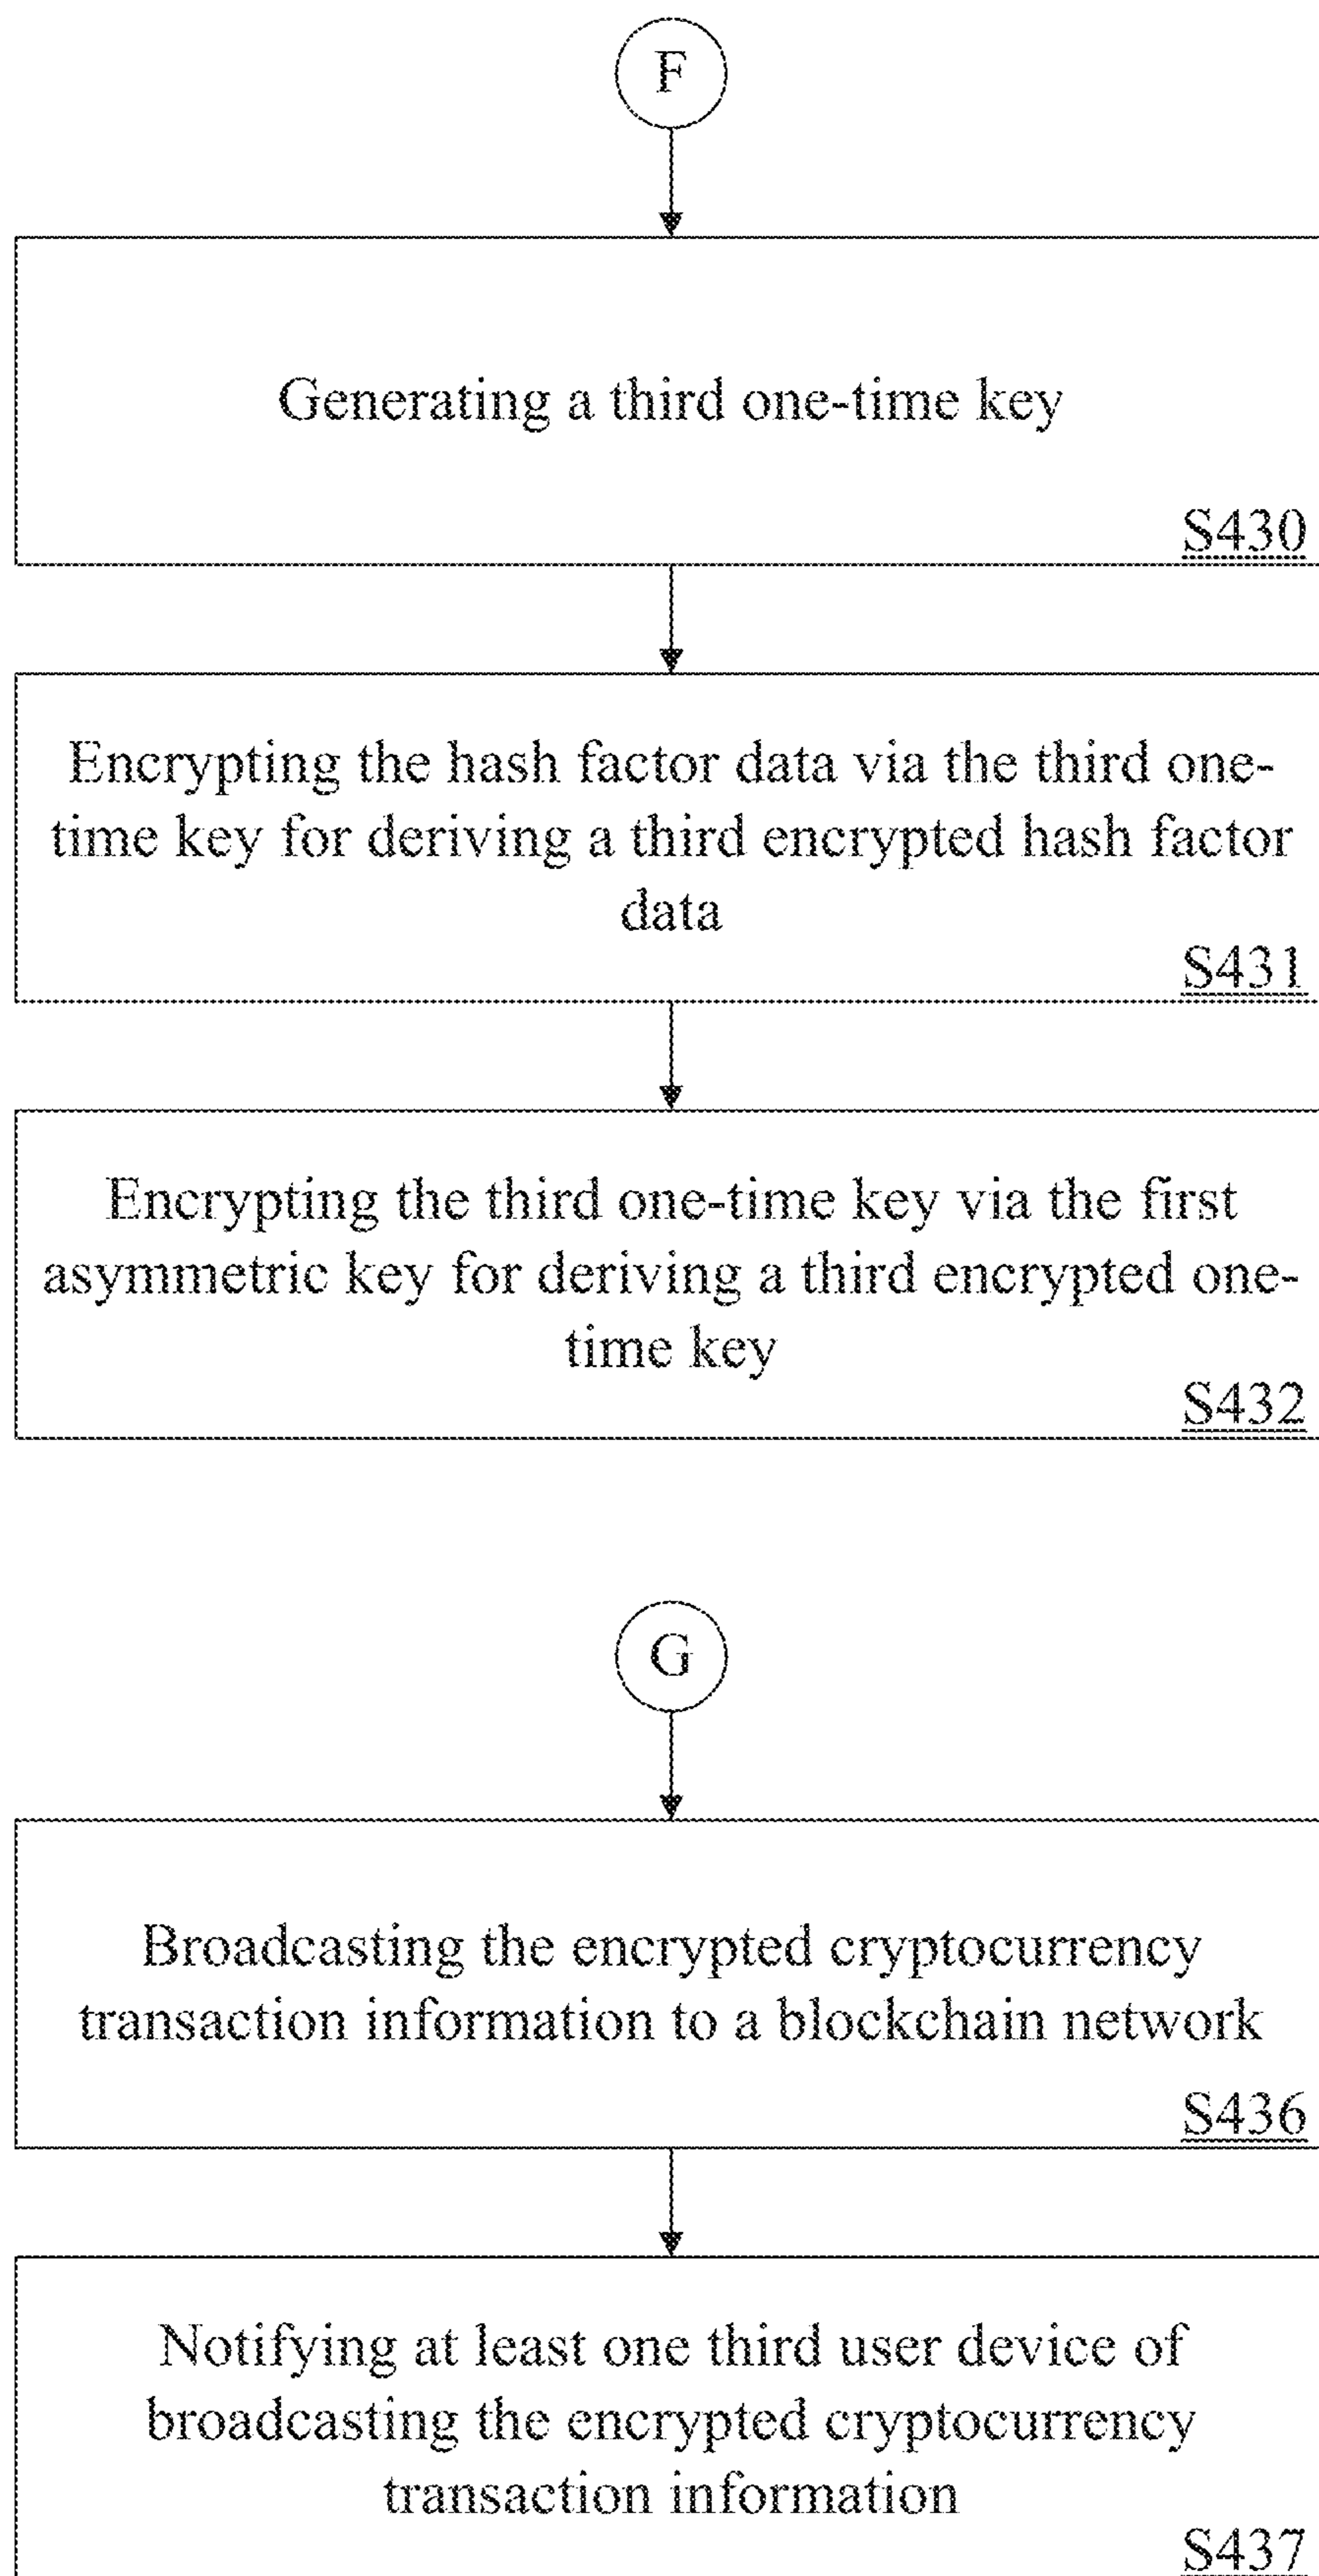 F
Generating a third one-time key
S430
Encrypting the hash factor data via the third one-
time key for deriving a third encrypted hash factor
data
S431
Encrypting the third one-time key via the first
asymmetric key for deriving a third encrypted one-
time key
S432
G
Broadcasting the encrypted cryptocurrency
transaction information to a blockchain network
S436
Notifying at least one third user device of
broadcasting the encrypted cryptocurrency
transaction information
S437